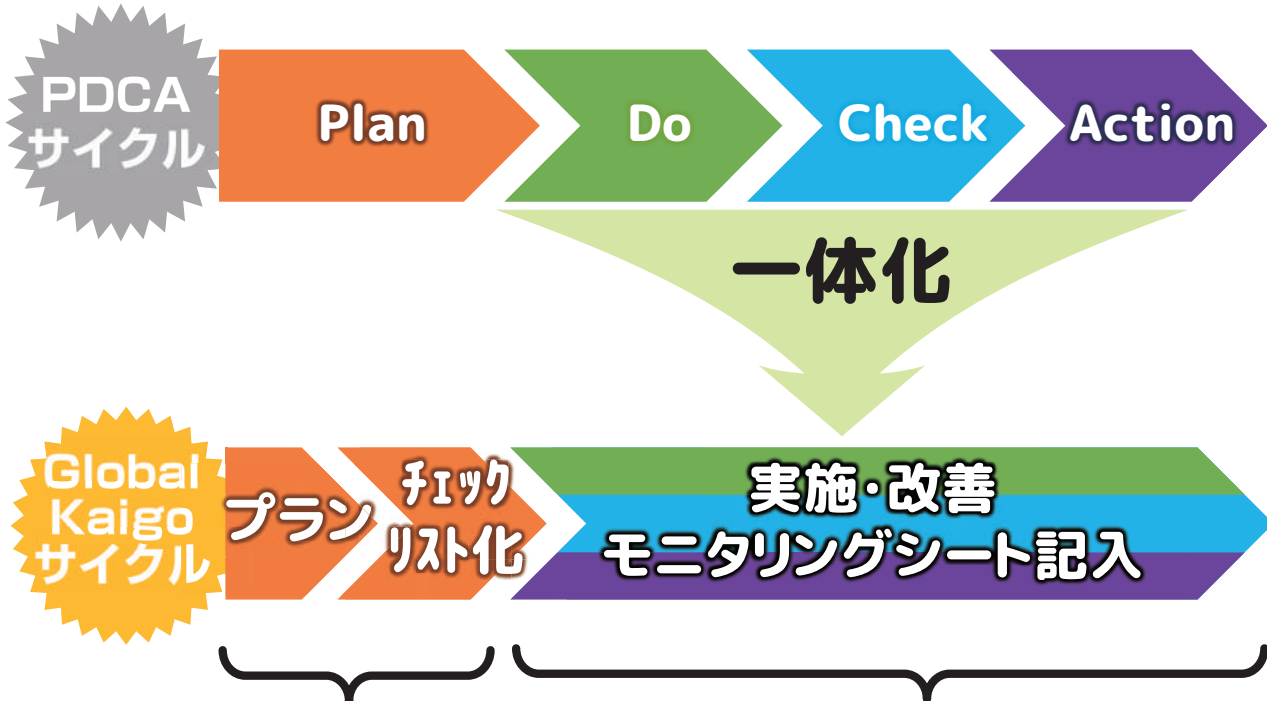 PDCA
サイクル
Plan
Do
Check
Action
一体化
Global
Kaigo
サイクル
プラン
ﾁｪｯｸ
ﾘｽﾄ化
実施・改善
モニタリングシート記入